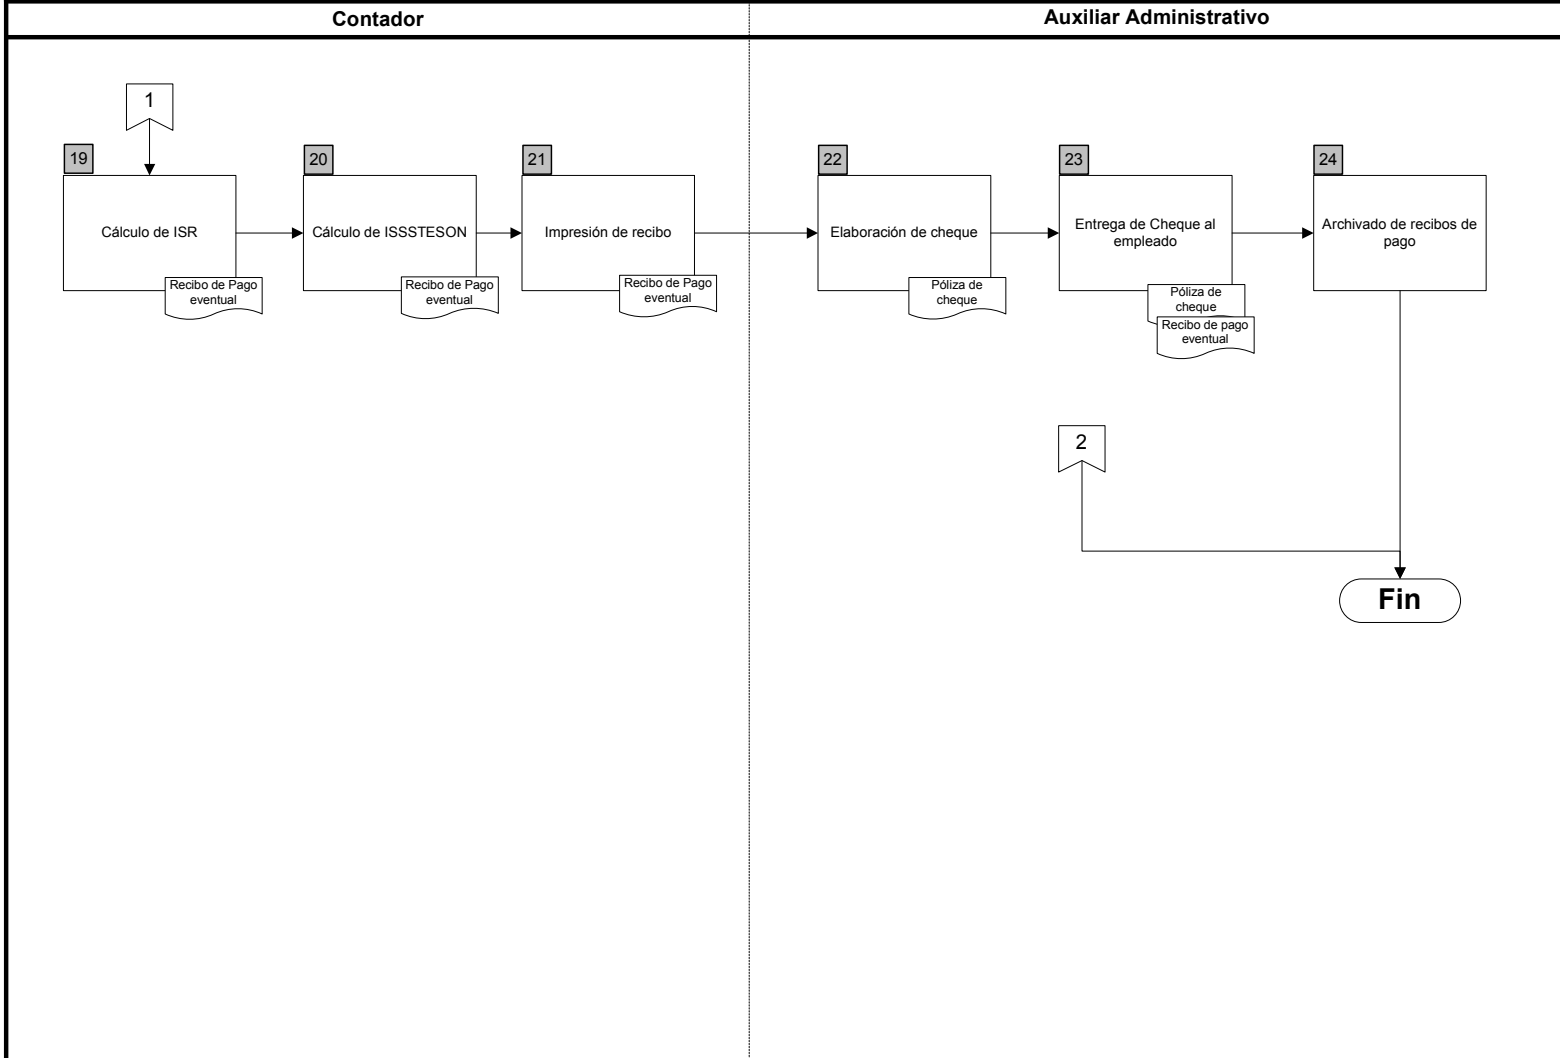 Contador
Auxiliar Administrativo
1
19
20
21
22
23
24
Cálculo de ISR
Cálculo de ISSSTESON
Impresión de recibo
Elaboración de cheque
Entrega de Cheque al
empleado
Archivado de recibos de
pago
Recibo de Pago
eventual
Recibo de Pago
eventual
Recibo de Pago
eventual
Póliza de
cheque
Póliza de
cheque
Recibo de pago
eventual
2
Fin